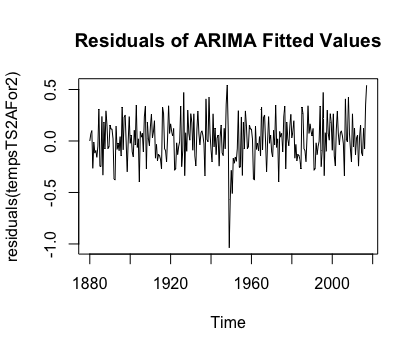 Residuals of ARIMA Fitted Values
residuals(tempsTS2AFor2)
0.5
0.0
-0.5
-1.0
1880
1920
1960
2000
Time